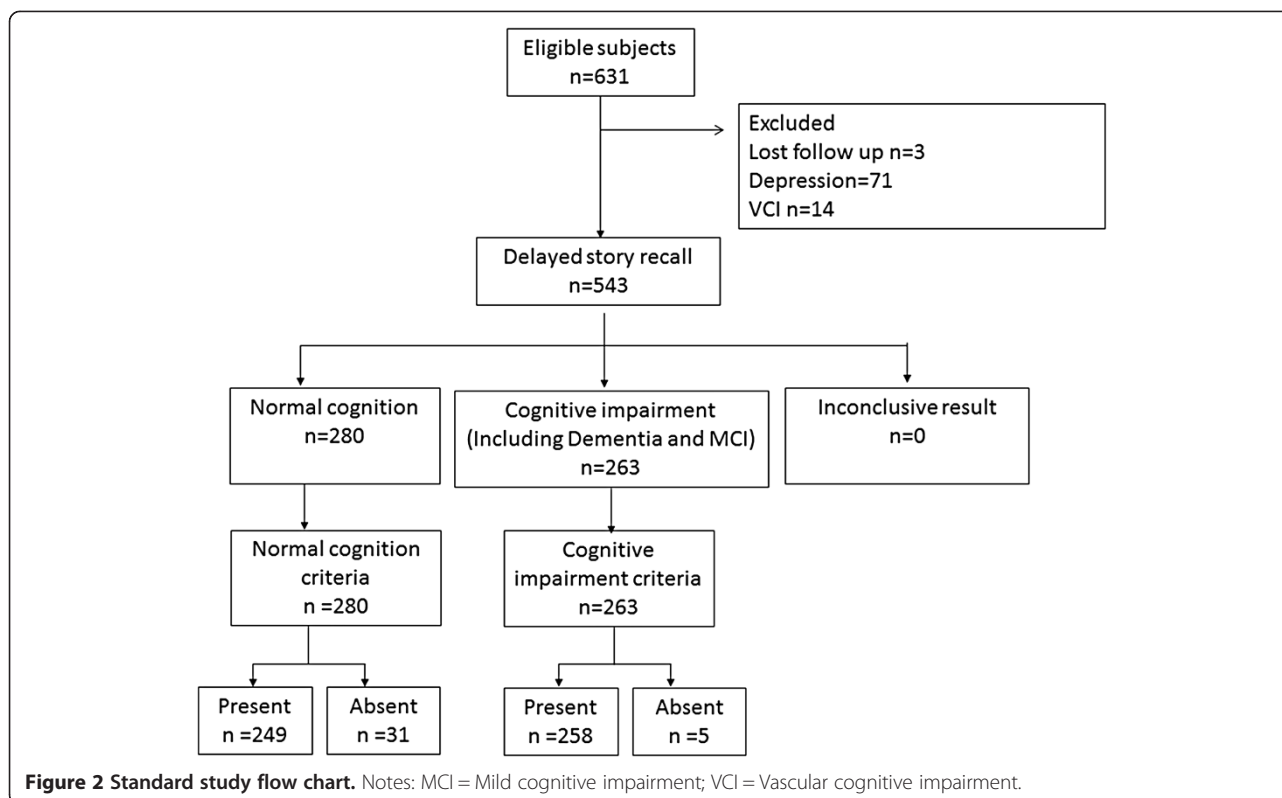 Eligible subjects
n=631
Excluded
Lost follow up n=3
Depression=71
VCI n=14
Delayed story recall
n=543
Normal cognition
n=280
Cognitive impairment
(Including Dementia and MCI)
n=263
Inconclusive result
n=0
Normal cognition
criteria
n =280
Cognitive
impairment criteria
n=263
Present
n =249
Absent
n =31
Present
n =258
Absent
n =5
Figure 2 Standard study flow chart. Notes: MCI = Mild cognitive impairment; VCI = Vascular cognitive impairment.